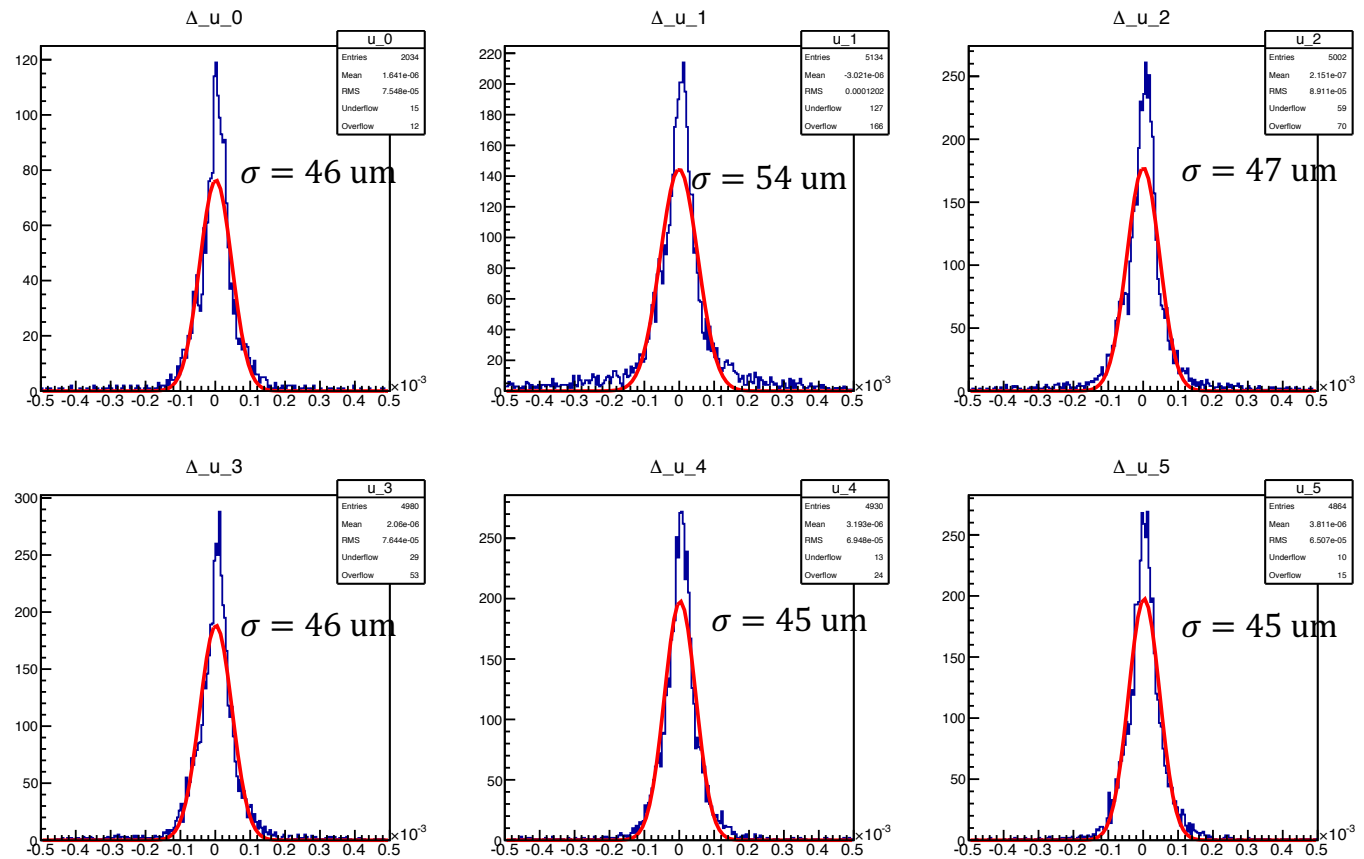 Δ_u_0
u_0
Entries 2034
Mean 1.641e-06
RMS 7.548e-05
Underflow 15
Overflow 12
σ = 46 um
120
100
80
60
40
20
0
-0.5 -0.4 -0.3 -0.2 -0.1 0 0.1 0.2 0.3 0.4 0.5
×10-3
Δ_u_1
u_1
Entries 5134
Mean -3.021e-06
RMS 0.0001202
Underflow 127
Overflow 166
σ = 54 um
220
200
180
160
140
120
100
80
60
40
20
0
-0.5 -0.4 -0.3 -0.2 -0.1 0 0.1 0.2 0.3 0.4 0.5
×10-3
Δ_u_2
u_2
Entries 5002
Mean 2.151e-07
RMS 8.911e-05
Underflow 59
Overflow 70
σ = 47 um
250
200
150
100
50
0
-0.5 -0.4 -0.3 -0.2 -0.1 0 0.1 0.2 0.3 0.4 0.5
×10-3
Δ_u_3
u_3
Entries 4980
Mean 2.06e-06
RMS 7.644e-05
Underflow 29
Overflow 53
σ = 46 um
300
250
200
150
100
50
0
-0.5 -0.4 -0.3 -0.2 -0.1 0 0.1 0.2 0.3 0.4 0.5
×10-3
Δ_u_4
u_4
Entries 4930
Mean 3.193e-06
RMS 6.948e-05
Underflow 13
Overflow 24
σ = 45 um
250
200
150
100
50
0
-0.5 -0.4 -0.3 -0.2 -0.1 0 0.1 0.2 0.3 0.4 0.5
×10-3
Δ_u_5
u_5
Entries 4864
Mean 3.811e-06
RMS 6.507e-05
Underflow 10
Overflow 15
σ = 45 um
250
200
150
100
50
0
-0.5 -0.4 -0.3 -0.2 -0.1 0 0.1 0.2 0.3 0.4 0.5
×10-3